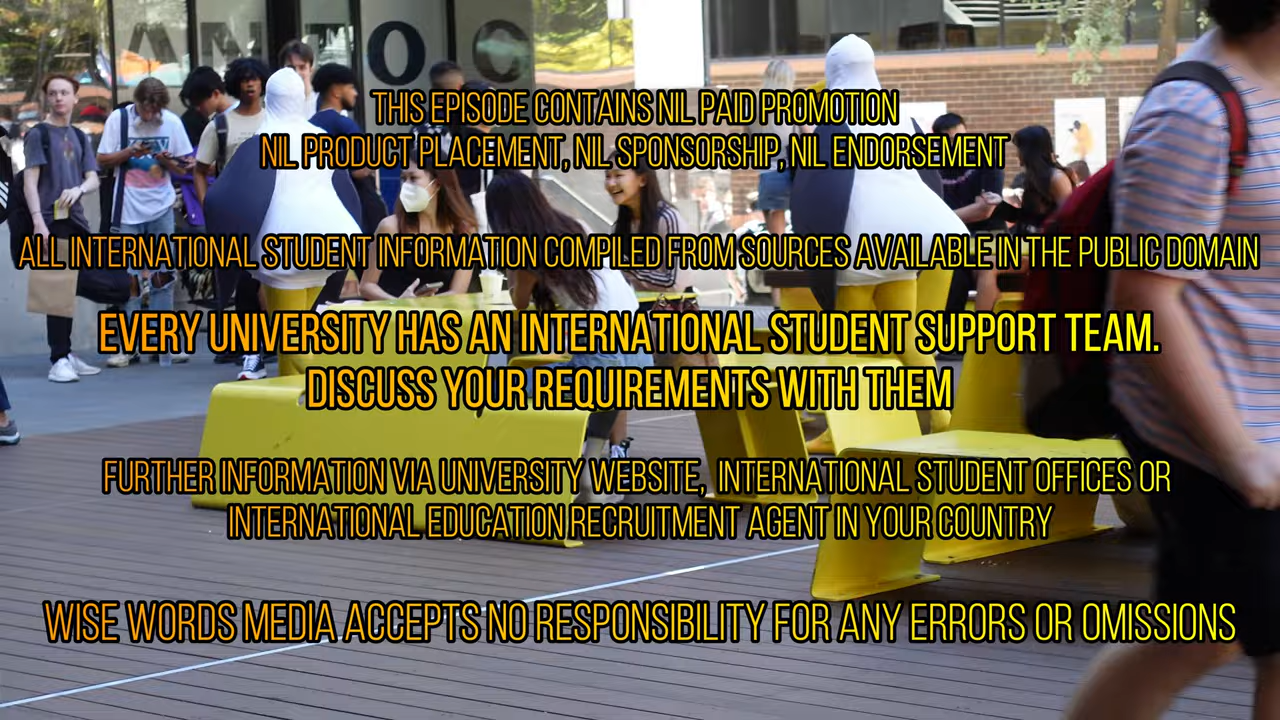 ANTO C
THIS EPISODE CONTAINS NIL PAID PROMOTION
NIL PRODUCT PLACEMENT, NIL SPONSORSHIP, NIL ENDORSEMENT
ALL INTERNATIONAL STUDENT INFORMATION COMPILED FROM SOURCES AVAILABLE IN THE PUBLIC DOMAIN
EVERY UNIVERSITY HAS AN INTERNATIONAL STUDENT SUPPORT TEAM.
DISCUSS YOUR REQUIREMENTS WITH THEM
FURTHER INFORMATION VIA UNIVERSITY WEBSITE, INTERNATIONAL STUDENT OFFICES OR
INTERNATIONAL EDUCATION RECRUITMENT AGENT IN YOUR COUNTRY
WISE WORDS MEDIA ACCEPTS NO RESPONSIBILITY FOR ANY ERRORS OR OMISSIONS